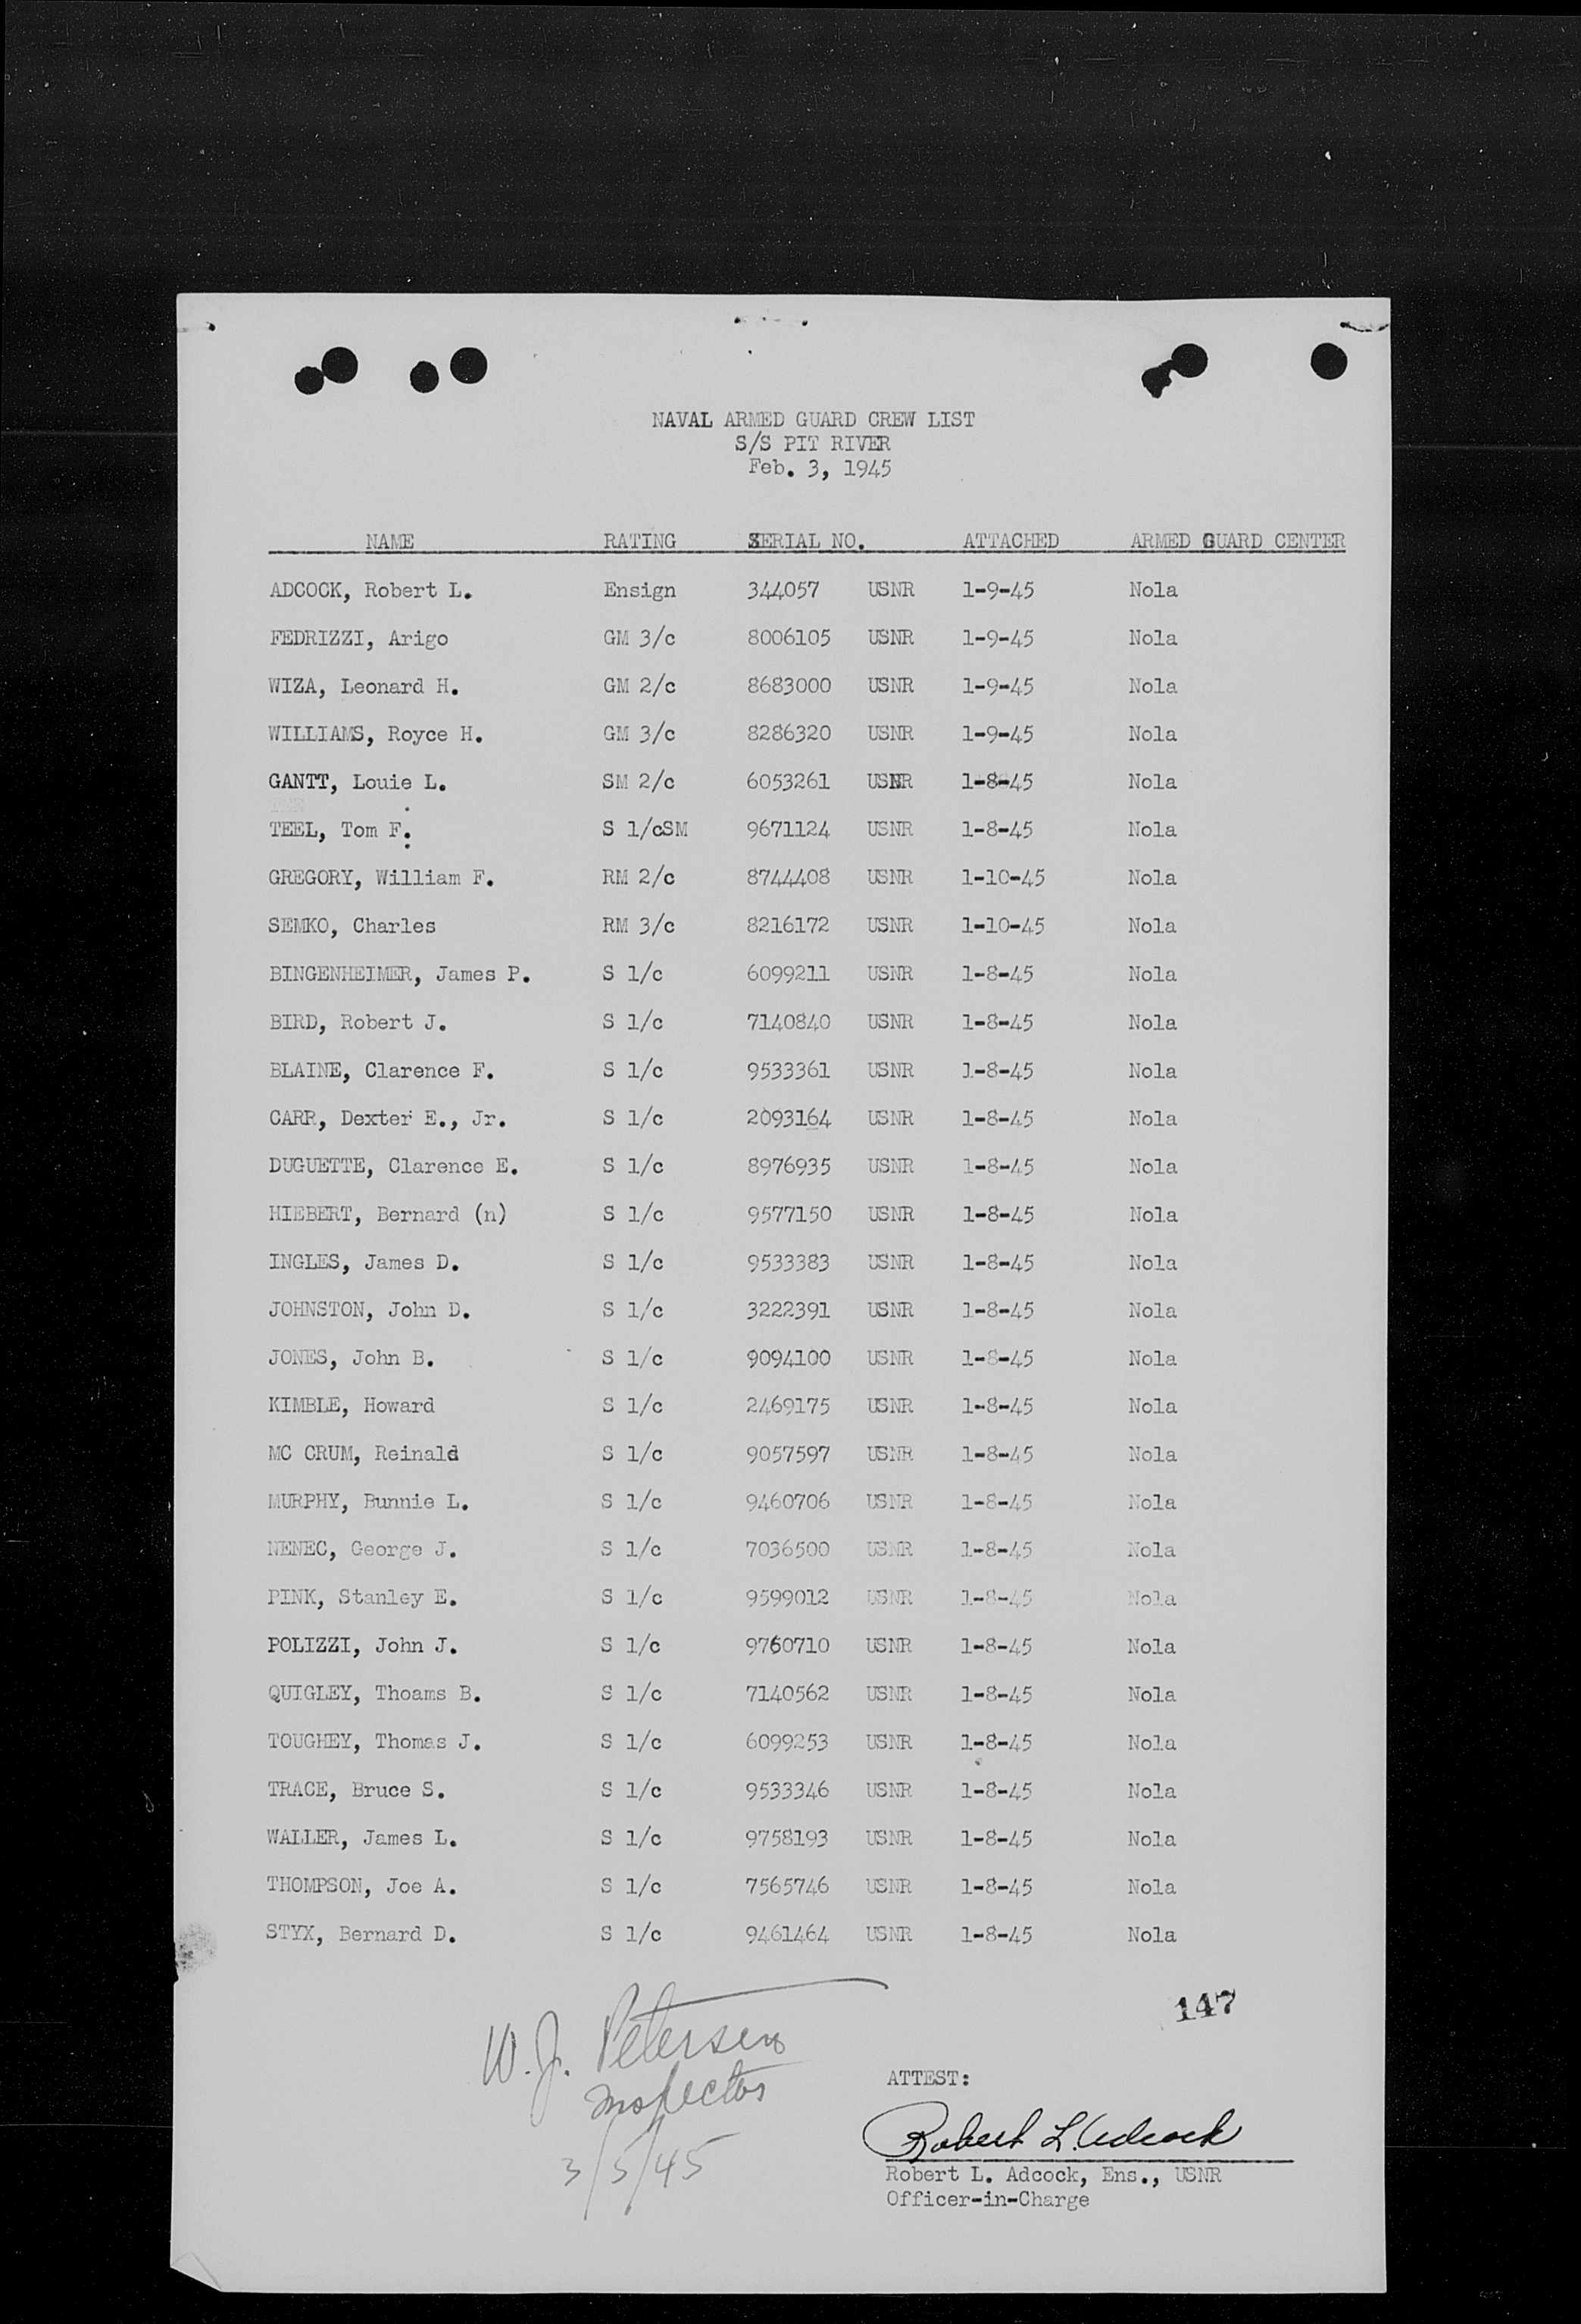 NAVAL ARMED GUARD CREW LIST
S/S PIT RIVER
Feb. 3, 1945
NAME RATING SERIAL NO. ATTACHED ARMED GUARD CENTER
ADCOCK, Robert L. Ensign 344057 USNR 1-9-45 Nola
FEDRIZZI, Arigo GM 3/c 8006105 USNR 1-9-45 Nola
WIZA, Leonard H. GM 2/c 8683000 USNR 1-9-45 Nola
WILLIAMS, Royce H. GM 3/c 8286320 USNR 1-9-45 Nola
GANTT, Louie L. SM 2/c 6053261 USNR 1-8-45 Nola
TEEL, Tom F. S 1/cSM 9671124 USNR 1-8-45 Nola
GREGORY, William F. RM 2/c 8744408 USNR 1-10-45 Nola
SEMKO, Charles RM 3/c 8216172 USNR 1-10-45 Nola
BINGENHEIMER, James P. S 1/c 6099211 USNR 1-8-45 Nola
BIRD, Robert J. S 1/c 7140840 USNR 1-8-45 Nola
BLAINE, Clarence F. S 1/c 9533361 USNR 1-8-45 Nola
CARR, Dexter E., Jr. S 1/c 2093164 USNR 1-8-45 Nola
DUGUETTE, Clarence E. S 1/c 8976935 USNR 1-8-45 Nola
HIEBERT, Bernard (n) S 1/c 9577150 USNR 1-8-45 Nola
INGLES, James D. S 1/c 9533383 USNR 1-8-45 Nola
JOHNSTON, John D. S 1/c 3222391 USNR 1-8-45 Nola
JONES, John B. S 1/c 9094100 USNR 1-8-45 Nola
KIMBLE, Howard S 1/c 2469175 USNR 1-8-45 Nola
MC CRUM, Reinald S 1/c 9057597 USNR 1-8-45 Nola
MURPHY, Bunnie L. S 1/c 9460706 USNR 1-8-45 Nola
NENEC, George J. S 1/c 7036500 USNR 1-8-45 Nola
PINK, Stanley E. S 1/c 9599012 USNR 1-8-45 Nola
POLIZZI, John J. S 1/c 9760710 USNR 1-8-45 Nola
QUIGLEY, Thoams B. S 1/c 7140562 USNR 1-8-45 Nola
TOUGHEY, Thomas J. S 1/c 6099253 USNR 1-8-45 Nola
TRACE, Bruce S. S 1/c 9533346 USNR 1-8-45 Nola
WALLER, James L. S 1/c 9758193 USNR 1-8-45 Nola
THOMPSON, Joe A. S 1/c 7565746 USNR 1-8-45 Nola
STYX, Bernard D. S 1/c 9461464 USNR 1-8-45 Nola
147
W. J. Petersen
Inspector
3/5/45
ATTEST:
Robert L. Adcock
Robert L. Adcock, Ens., USNR
Officer-in-Charge